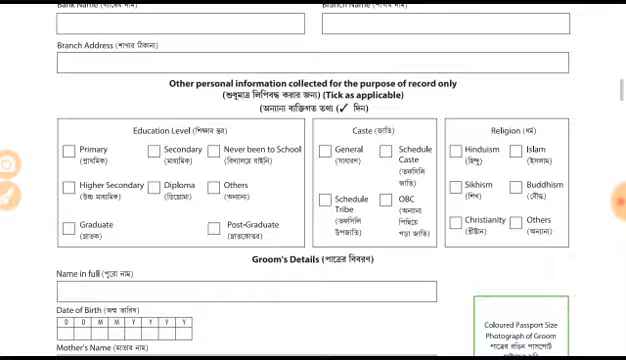 Bank Name (ব্যাঙ্কের নাম)
Branch Name (শাখার নাম)
Branch Address (শাখার ঠিকানা)
Other personal information collected for the purpose of record only
(শুধুমাত্র লিপিবদ্ধ করার জন্য) (Tick as applicable)
(অন্যান্য ব্যক্তিগত তথ্য (✓ দিন)
Education Level (শিক্ষার স্তর)
Primary
(প্রাথমিক)
Secondary
(মাধ্যমিক)
Never been to School
(বিদ্যালয়ে যাইনি)
Higher Secondary
(উচ্চ মাধ্যমিক)
Diploma
(ডিপ্লোমা)
Others
(অন্যান্য)
Graduate
(স্নাতক)
Post-Graduate
(স্নাতকোত্তর)
Caste (জাতি)
General
(সাধারণ)
Schedule
Caste
(তফসিলি
জাতি)
Schedule
Tribe
(তফসিলি
উপজাতি)
OBC
(অন্যান্য
পিছিয়ে
পড়া জাতি)
Religion (ধর্ম)
Hinduism
(হিন্দু)
Islam
(ইসলাম)
Sikhism
(শিখ)
Buddhism
(বৌদ্ধ)
Christianity
(খ্রীষ্টান)
Others
(অন্যান্য)
Groom's Details (পাত্রের বিবরণ)
Name in full (পুরো নাম)
Date of Birth (জন্ম তারিখ)
D D M M Y Y Y Y
Mother's Name (মাতার নাম)
Coloured Passport Size
Photograph of Groom
পাত্রের রঙিন পাসপোর্ট